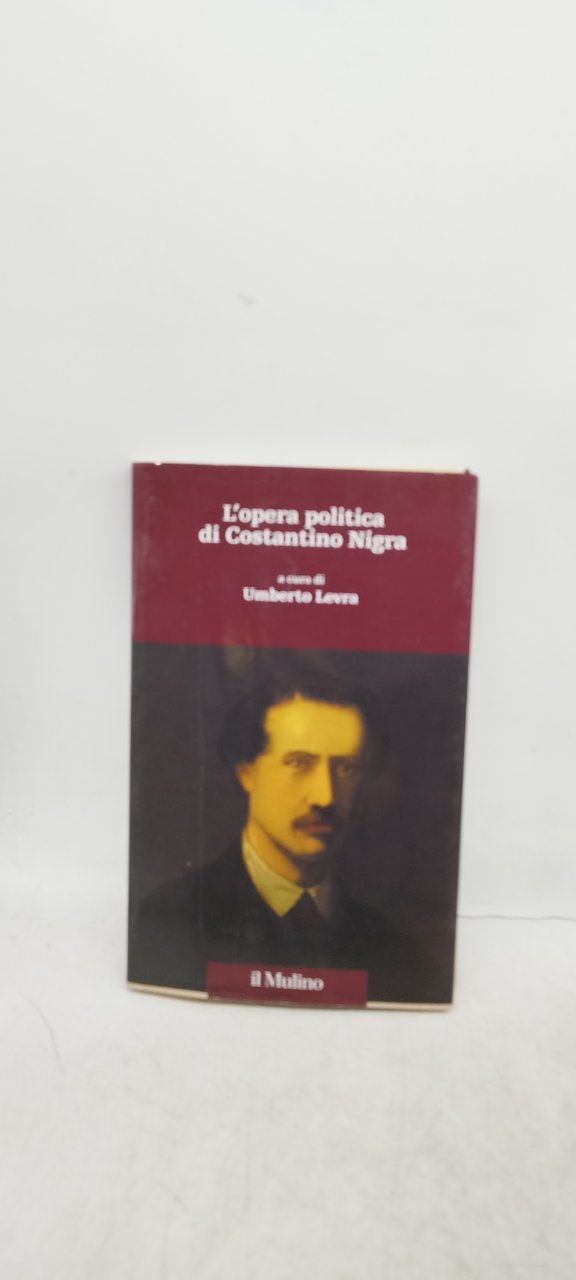 L'opera politica
di Costantino Nigra
a cura di
Umberto Levra
il Mulino